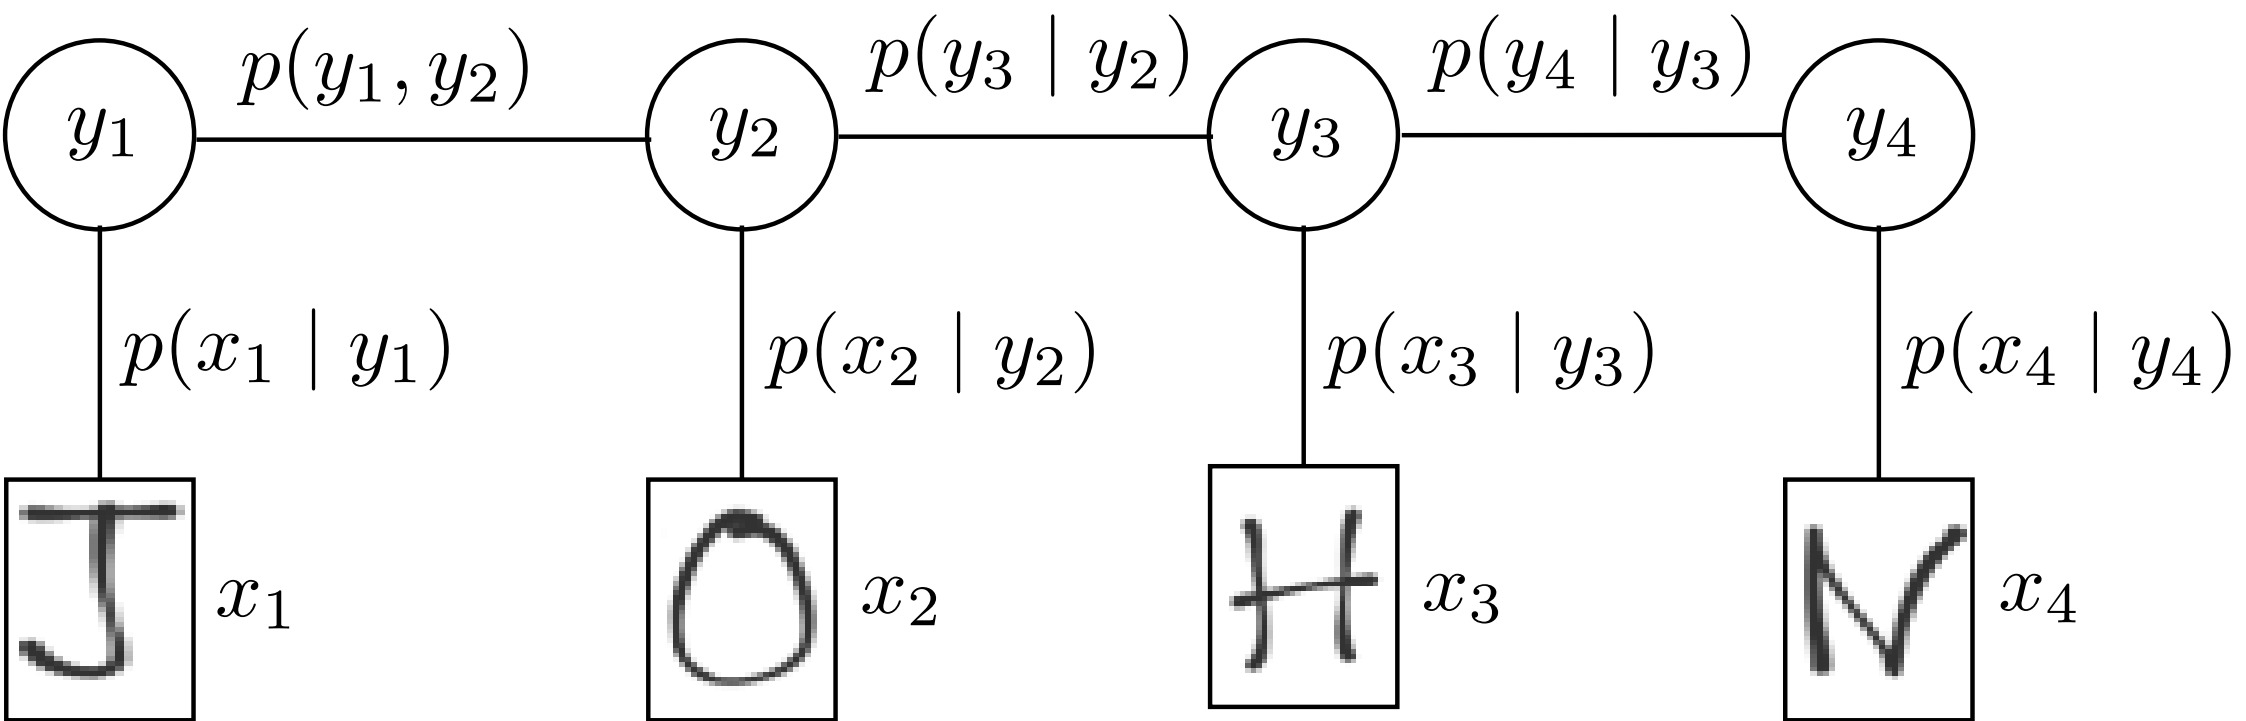 p(y₁, y₂) p(y₃ | y₂) p(y₄ | y₃)
y₁ y₂ y₃ y₄
p(x₁ | y₁) p(x₂ | y₂) p(x₃ | y₃) p(x₄ | y₄)
J x₁ O x₂ H x₃ N x₄